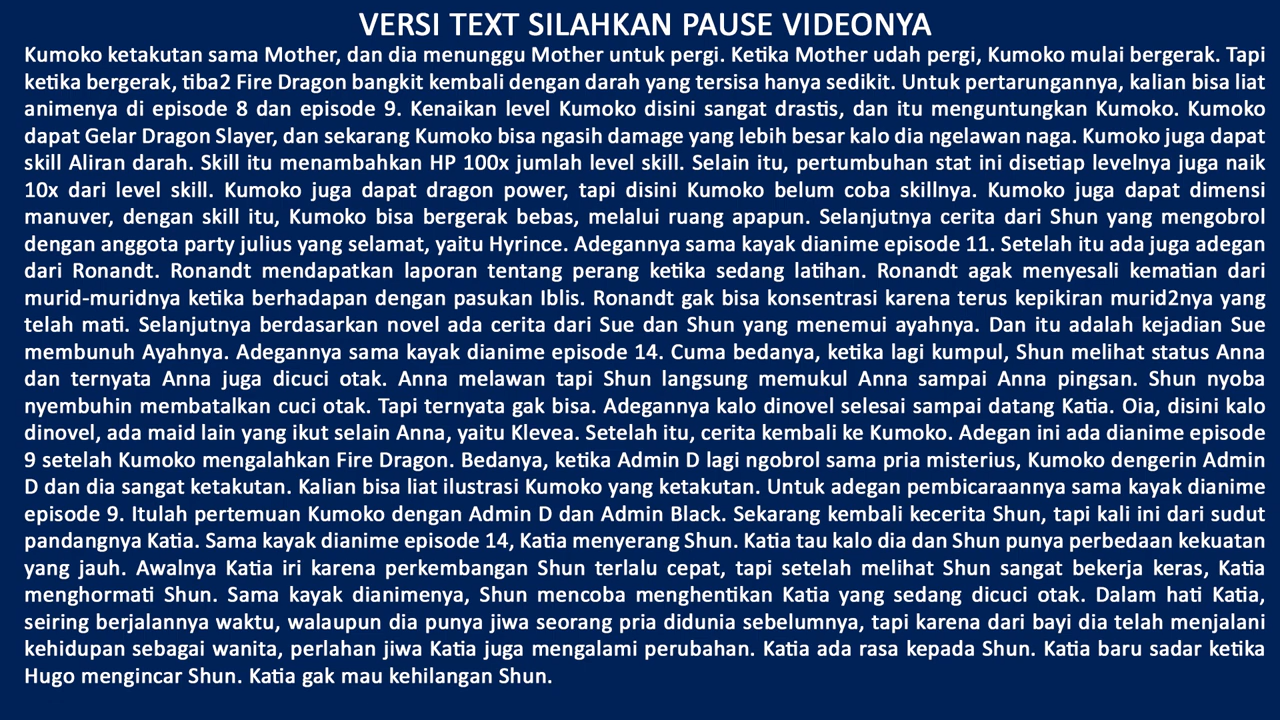 VERSI TEXT SILAHKAN PAUSE VIDEONYA
Kumoko ketakutan sama Mother, dan dia menunggu Mother untuk pergi. Ketika Mother udah pergi, Kumoko mulai bergerak. Tapi
ketika bergerak, tiba2 Fire Dragon bangkit kembali dengan darah yang tersisa hanya sedikit. Untuk pertarungannya, kalian bisa liat
animenya di episode 8 dan episode 9. Kenaikan level Kumoko disini sangat drastis, dan itu menguntungkan Kumoko. Kumoko
dapat Gelar Dragon Slayer, dan sekarang Kumoko bisa ngasih damage yang lebih besar kalo dia ngelawan naga. Kumoko juga dapat
skill Aliran darah. Skill itu menambahkan HP 100x jumlah level skill. Selain itu, pertumbuhan stat ini disetiap levelnya juga naik
10x dari level skill. Kumoko juga dapat dragon power, tapi disini Kumoko belum coba skillnya. Kumoko juga dapat dimensi
manuver, dengan skill itu, Kumoko bisa bergerak bebas, melalui ruang apapun. Selanjutnya cerita dari Shun yang mengobrol
dengan anggota party julius yang selamat, yaitu Hyrince. Adegannya sama kayak dianime episode 11. Setelah itu ada juga adegan
dari Ronandt. Ronandt mendapatkan laporan tentang perang ketika sedang latihan. Ronandt agak menyesali kematian dari
murid-muridnya ketika berhadapan dengan pasukan Iblis. Ronandt gak bisa konsentrasi karena terus kepikiran murid2nya yang
telah mati. Selanjutnya berdasarkan novel ada cerita dari Sue dan Shun yang menemui ayahnya. Dan itu adalah kejadian Sue
membunuh Ayahnya. Adegannya sama kayak dianime episode 14. Cuma bedanya, ketika lagi kumpul, Shun melihat status Anna
dan ternyata Anna juga dicuci otak. Anna melawan tapi Shun langsung memukul Anna sampai Anna pingsan. Shun nyoba
nyembuhin membatalkan cuci otak. Tapi ternyata gak bisa. Adegannya kalo dinovel selesai sampai datang Katia. Oia, disini kalo
dinovel, ada maid lain yang ikut selain Anna, yaitu Klevea. Setelah itu, cerita kembali ke Kumoko. Adegan ini ada dianime episode
9 setelah Kumoko mengalahkan Fire Dragon. Bedanya, ketika Admin D lagi ngobrol sama pria misterius, Kumoko dengerin Admin
D dan dia sangat ketakutan. Kalian bisa liat ilustrasi Kumoko yang ketakutan. Untuk adegan pembicaraannya sama kayak dianime
episode 9. Itulah pertemuan Kumoko dengan Admin D dan Admin Black. Sekarang kembali kecerita Shun, tapi kali ini dari sudut
pandangnya Katia. Sama kayak dianime episode 14, Katia menyerang Shun. Katia tau kalo dia dan Shun punya perbedaan kekuatan
yang jauh. Awalnya Katia iri karena perkembangan Shun terlalu cepat, tapi setelah melihat Shun sangat bekerja keras, Katia
menghormati Shun. Sama kayak dianimenya, Shun mencoba menghentikan Katia yang sedang dicuci otak. Dalam hati Katia,
seiring berjalannya waktu, walaupun dia punya jiwa seorang pria didunia sebelumnya, tapi karena dari bayi dia telah menjalani
kehidupan sebagai wanita, perlahan jiwa Katia juga mengalami perubahan. Katia ada rasa kepada Shun. Katia baru sadar ketika
Hugo mengincar Shun. Katia gak mau kehilangan Shun.